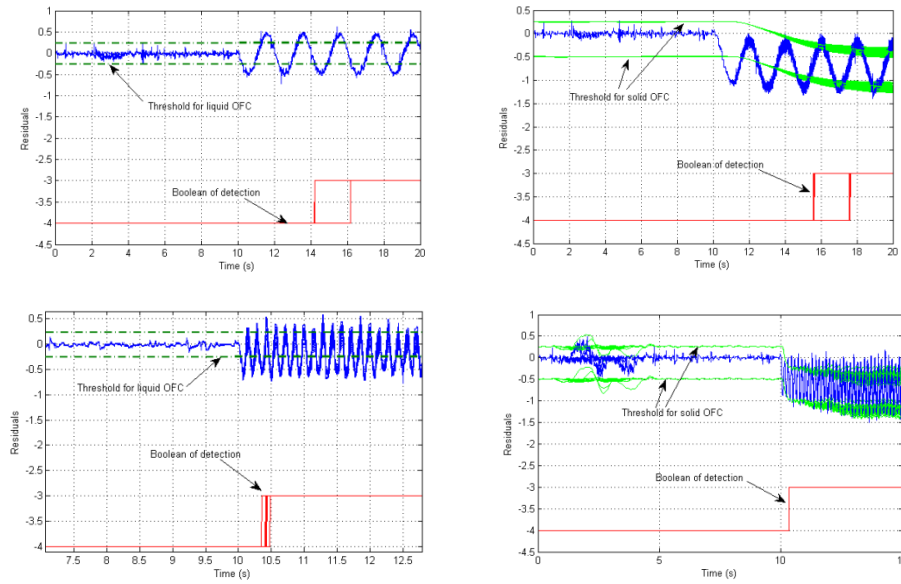 1
0.5
0
-0.5
-1
-1.5
-2
-2.5
-3
-3.5
-4
-4.5
Residuals
Threshold for liquid OFC
Boolean of detection
0 2 4 6 8 10 12 14 16 18 20
Time (s)
0.5
0
-0.5
-1
-1.5
-2
-2.5
-3
-3.5
-4
-4.5
Residuals
Threshold for solid OFC
Boolean of detection
0 2 4 6 8 10 12 14 16 18 20
Time (s)
0.5
0
-0.5
-1
-1.5
-2
-2.5
-3
-3.5
-4
Residuals
Threshold for liquid OFC
Boolean of detection
7.5 8 8.5 9 9.5 10 10.5 11 11.5 12 12.5
Time (s)
1
0.5
0
-0.5
-1
-1.5
-2
-2.5
-3
-3.5
-4
-4.5
Residuals
Threshold for solid OFC
Boolean of detection
0 5 10 15
Time (s)